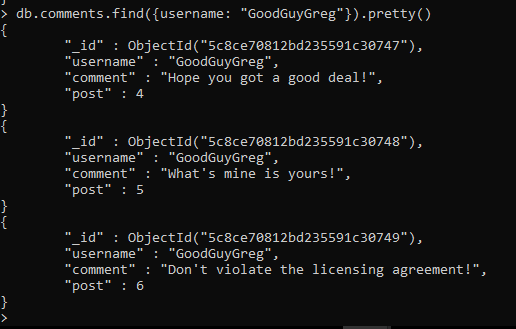 > db.comments.find({username: "GoodGuyGreg"}).pretty()
{
        "_id" : ObjectId("5c8ce70812bd235591c30747"),
        "username" : "GoodGuyGreg",
        "comment" : "Hope you got a good deal!",
        "post" : 4
}
{
        "_id" : ObjectId("5c8ce70812bd235591c30748"),
        "username" : "GoodGuyGreg",
        "comment" : "What's mine is yours!",
        "post" : 5
}
{
        "_id" : ObjectId("5c8ce70812bd235591c30749"),
        "username" : "GoodGuyGreg",
        "comment" : "Don't violate the licensing agreement!",
        "post" : 6
}
>